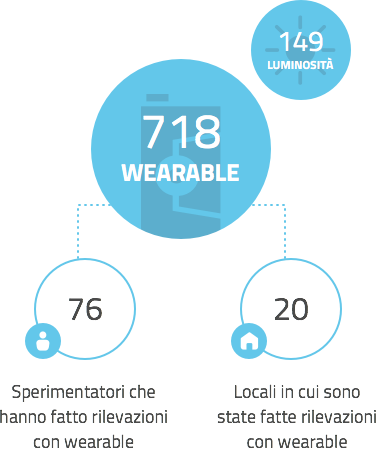 149
LUMINOSITÀ
718
WEARABLE
76
20
Sperimentatori che
hanno fatto rilevazioni
con wearable
Locali in cui sono
state fatte rilevazioni
con wearable